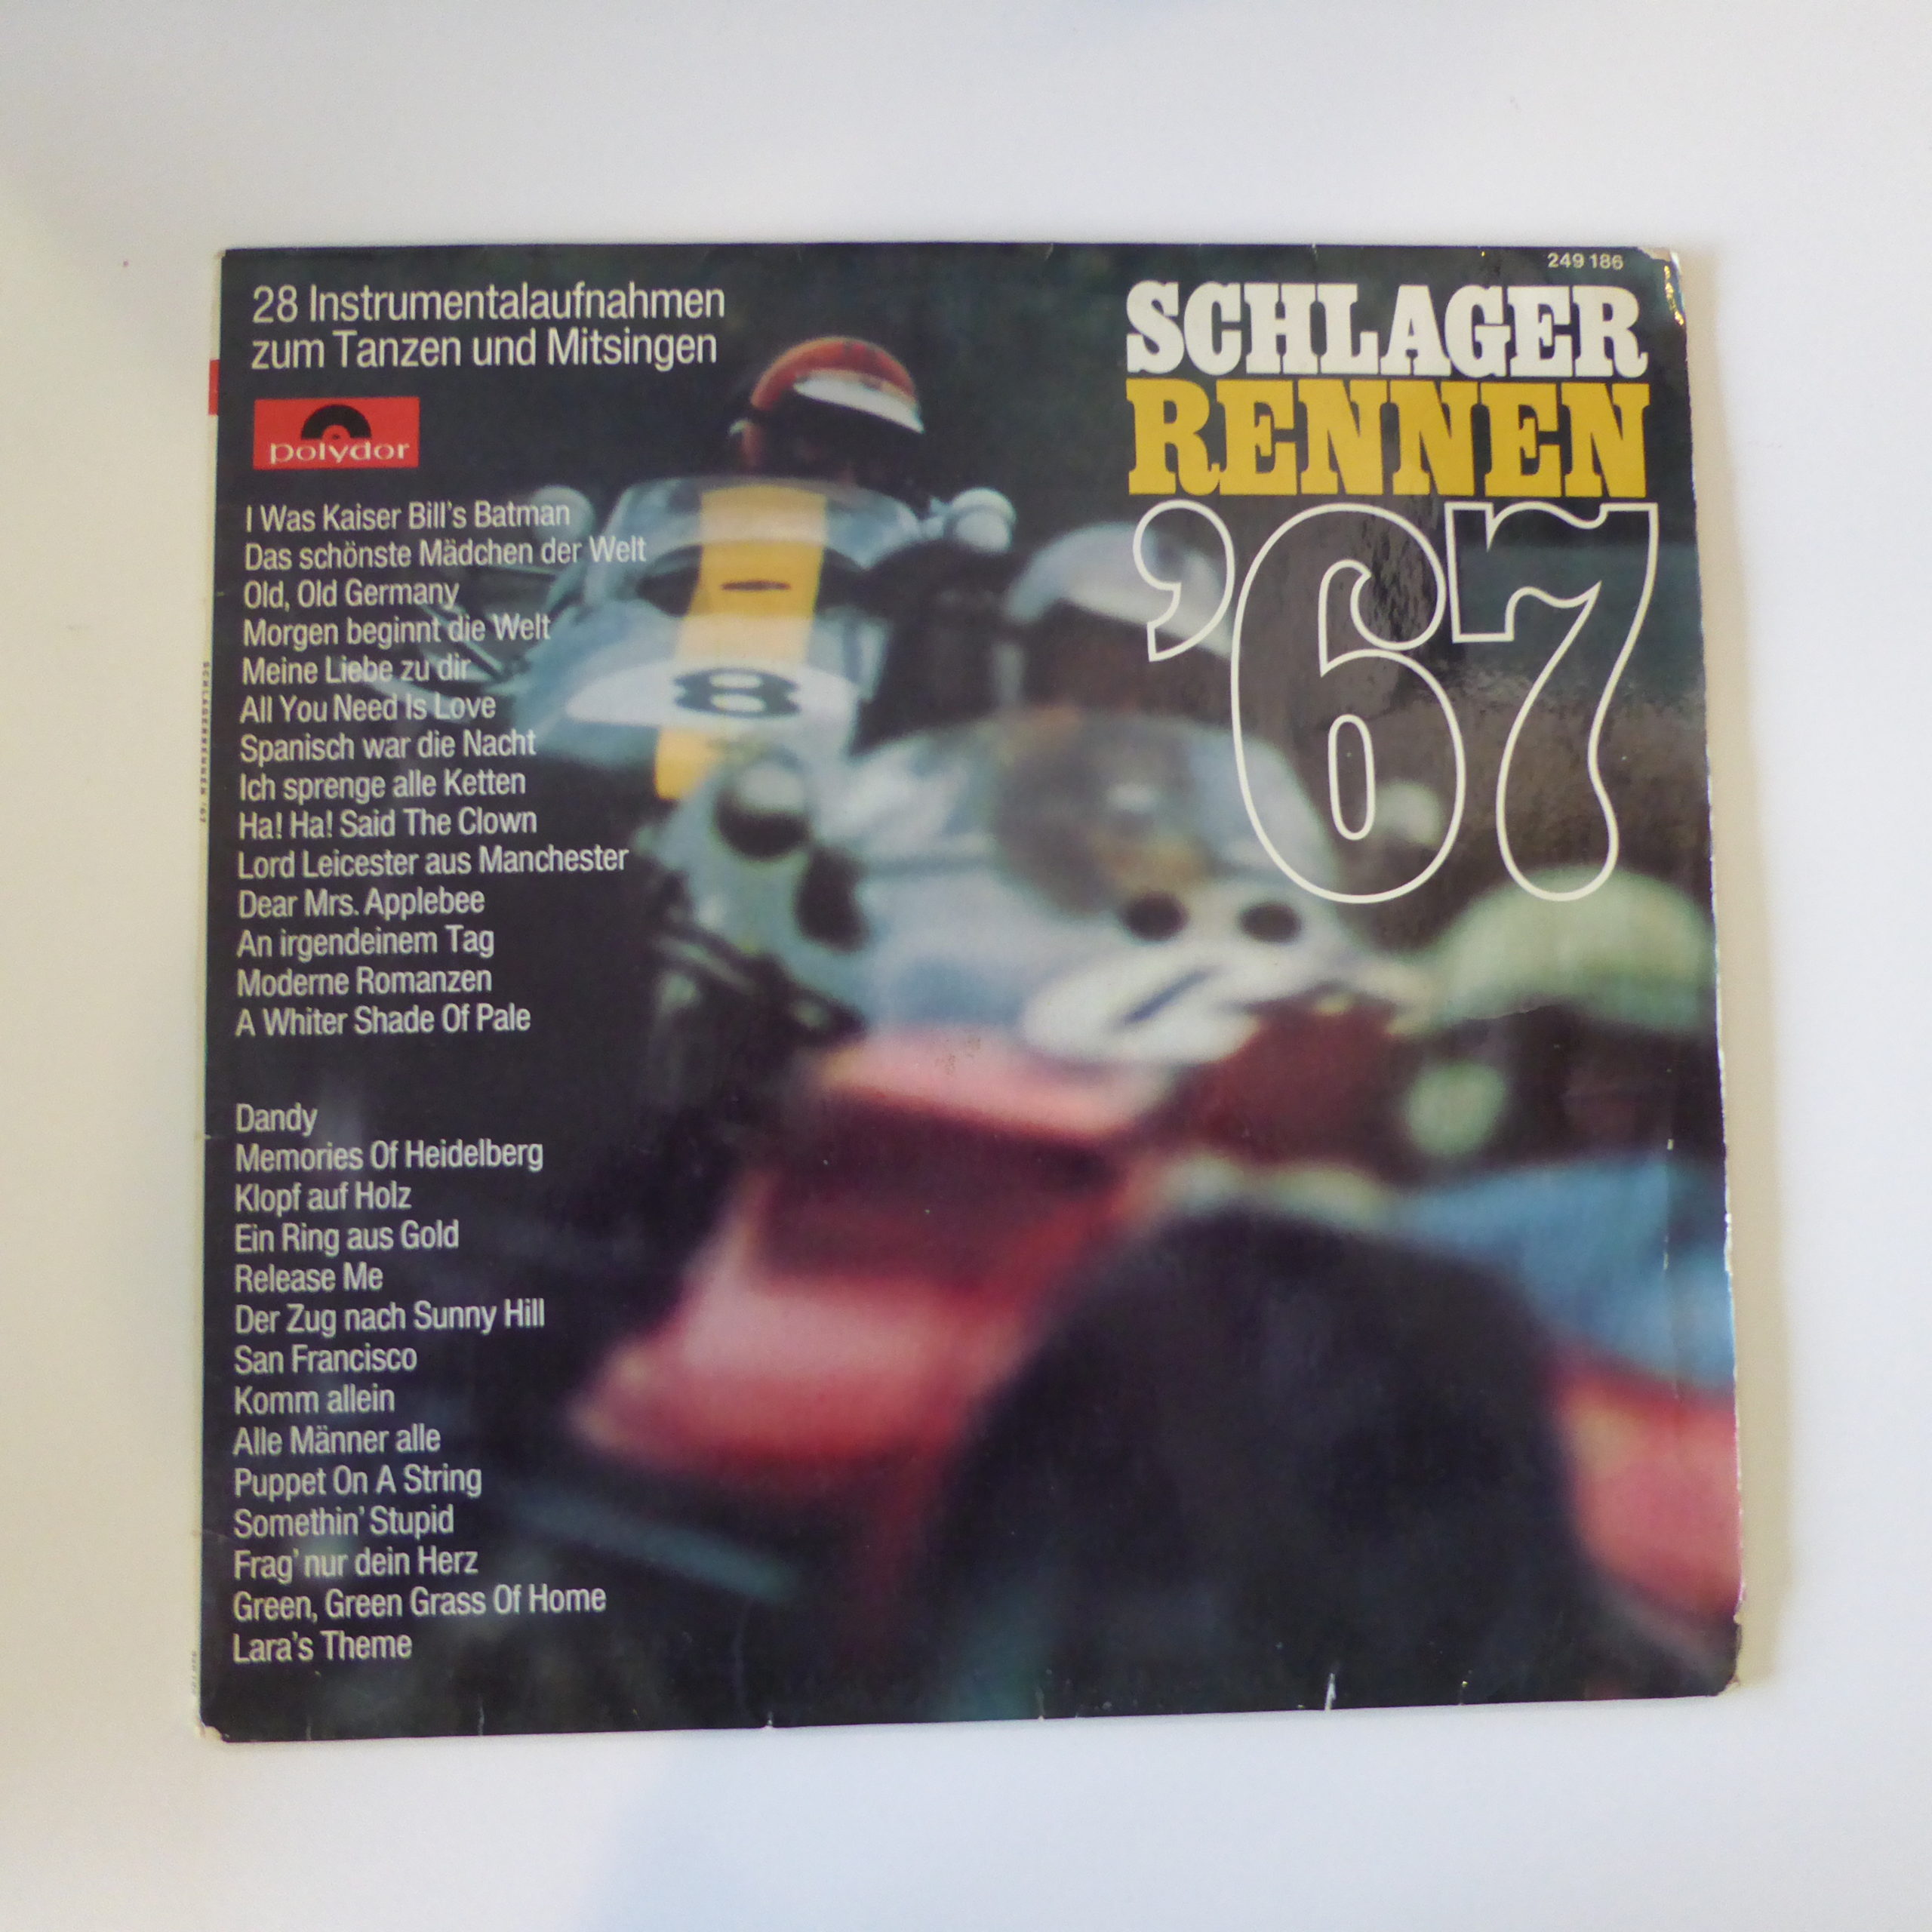 249 186
28 Instrumentalaufnahmen
zum Tanzen und Mitsingen
SCHLAGER
RENNEN
'67
polydor
I Was Kaiser Bill's Batman
Das schönste Mädchen der Welt
Old, Old Germany
Morgen beginnt die Welt
Meine Liebe zu dir
All You Need Is Love
Spanisch war die Nacht
Ich sprenge alle Ketten
Ha! Ha! Said The Clown
Lord Leicester aus Manchester
Dear Mrs. Applebee
An irgendeinem Tag
Moderne Romanzen
A Whiter Shade Of Pale
Dandy
Memories Of Heidelberg
Klopf auf Holz
Ein Ring aus Gold
Release Me
Der Zug nach Sunny Hill
San Francisco
Komm allein
Alle Männer alle
Puppet On A String
Somethin' Stupid
Frag' nur dein Herz
Green, Green Grass Of Home
Lara's Theme
8
SCHLAGERRENNEN '67